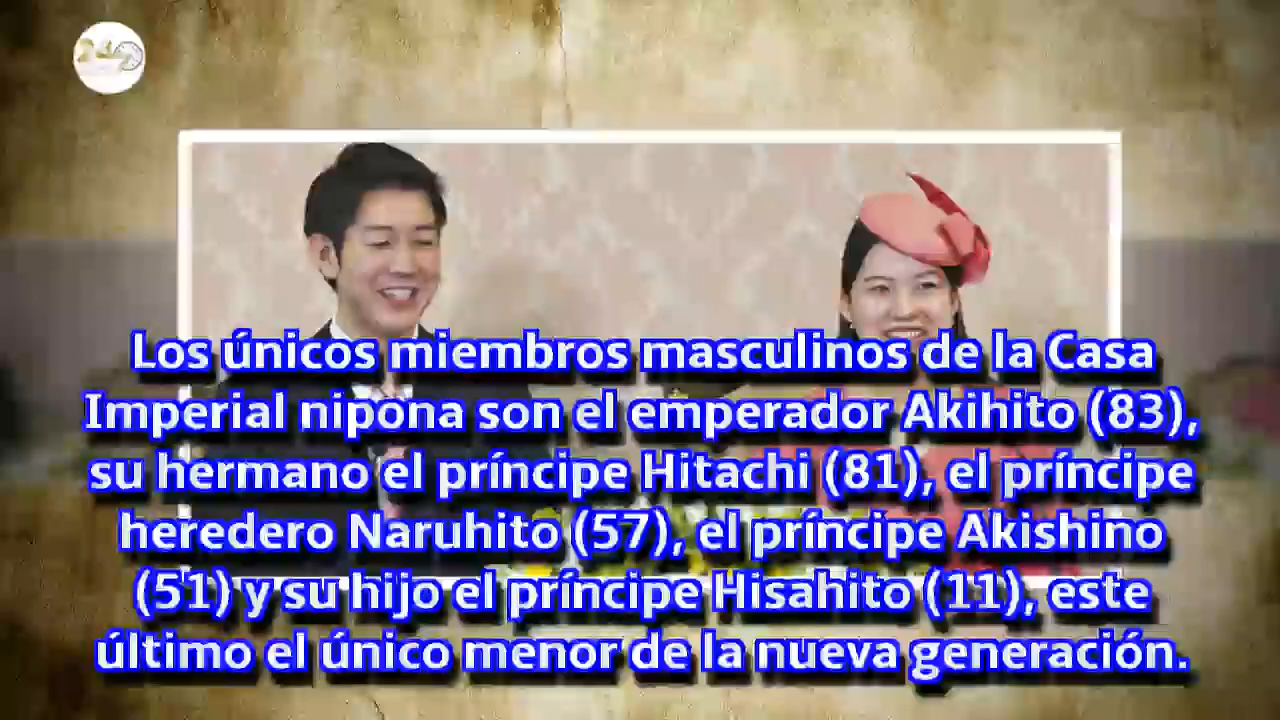 24
Los únicos miembros masculinos de la Casa
Imperial nipona son el emperador Akihito (83),
su hermano el príncipe Hitachi (81), el príncipe
heredero Naruhito (57), el príncipe Akishino
(51) y su hijo el príncipe Hisahito (11), este
último el único menor de la nueva generación.